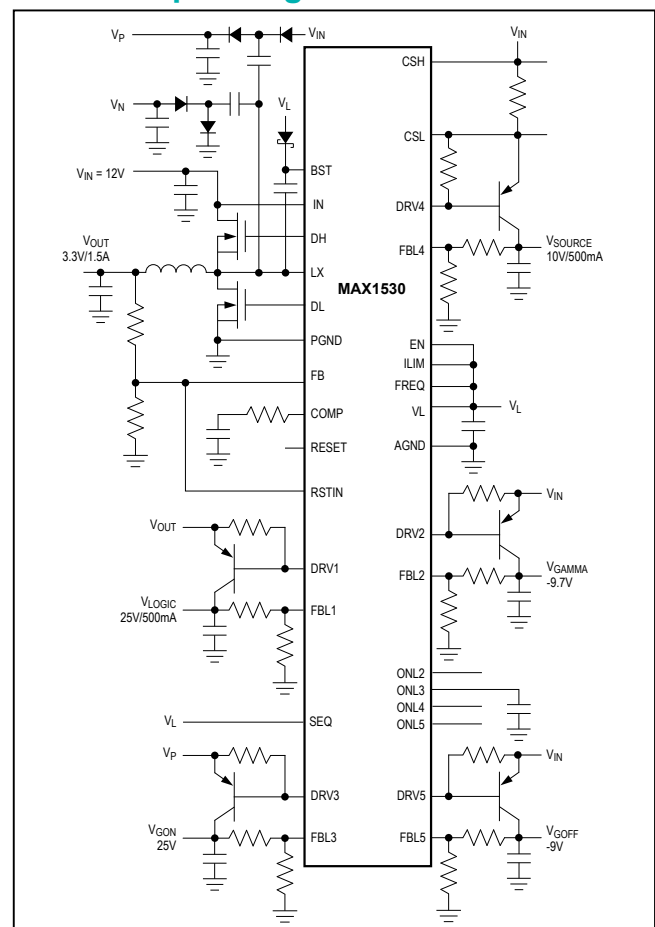 VP
VIN
VN
VL
VIN = 12V
VOUT
3.3V/1.5A
BST
IN
DH
LX
DL
PGND
FB
COMP
RESET
RSTIN
VOUT
DRV1
VLOGIC
25V/500mA
FBL1
VL
SEQ
VP
DRV3
VGON
25V
FBL3
MAX1530
VIN
CSH
CSL
DRV4
FBL4
VSOURCE
10V/500mA
EN
ILIM
FREQ
VL
VL
AGND
VIN
DRV2
FBL2
VGAMMA
-9.7V
ONL2
ONL3
ONL4
ONL5
VIN
DRV5
FBL5
VGOFF
-9V